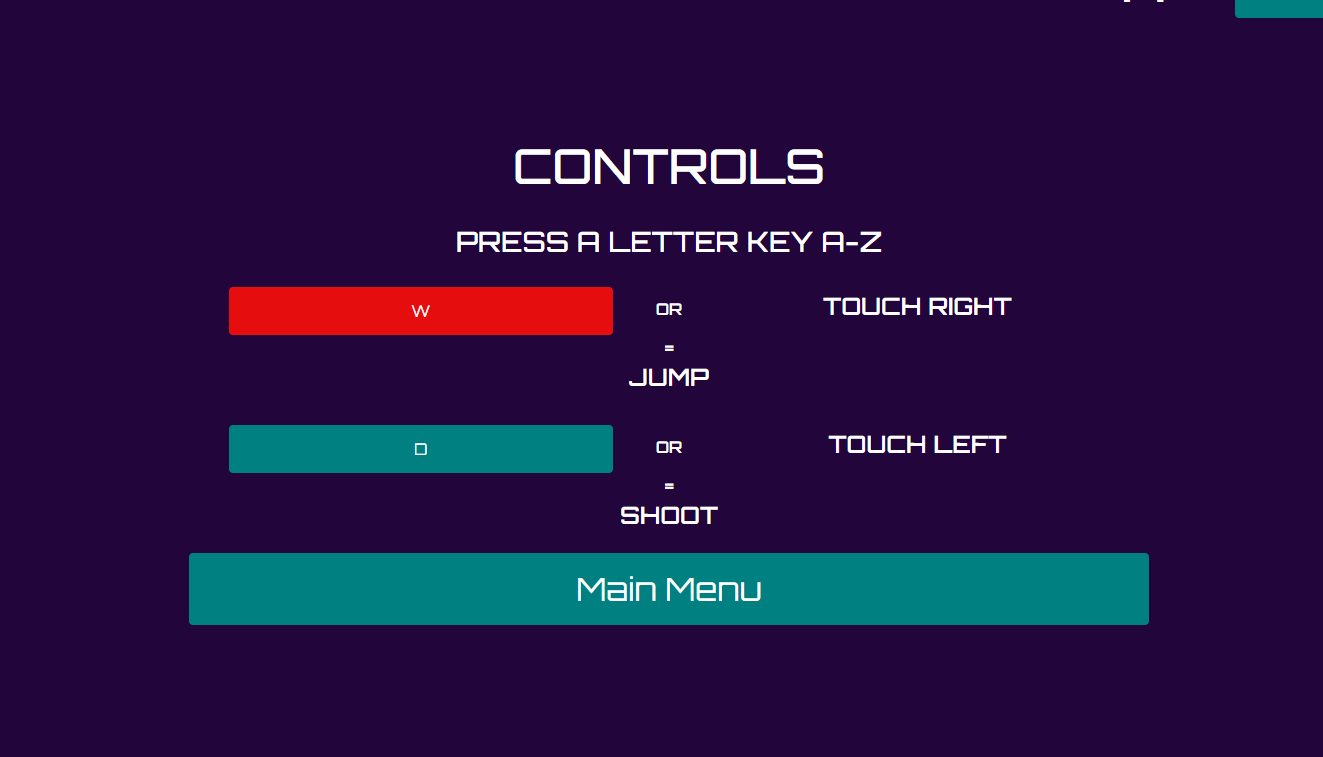 CONTROLS
PRESS A LETTER KEY A-Z
W OR TOUCH RIGHT
=
JUMP
D OR TOUCH LEFT
=
SHOOT
Main Menu